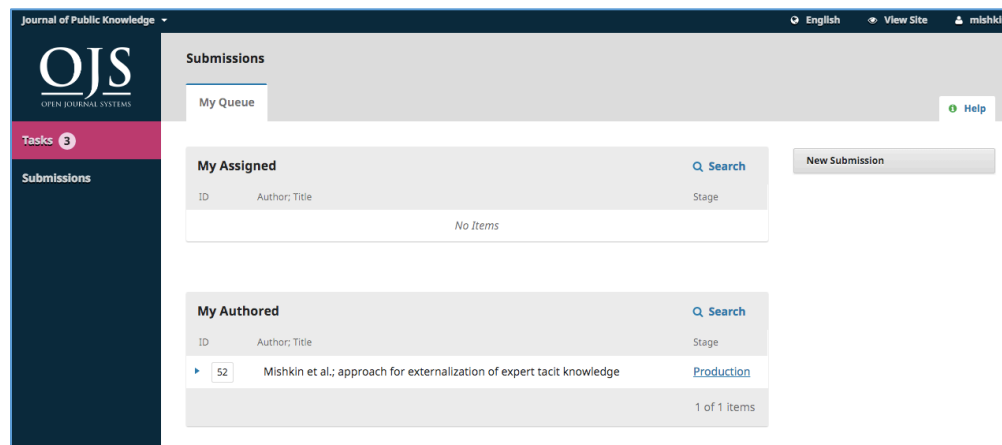 Journal of Public Knowledge
English View Site mishki
OJS
OPEN JOURNAL SYSTEMS
Tasks 3
Submissions
Submissions
My Queue
Help
My Assigned Search
ID Author; Title Stage
No Items
New Submission
My Authored Search
ID Author; Title Stage
52 Mishkin et al.; approach for externalization of expert tacit knowledge Production
1 of 1 items